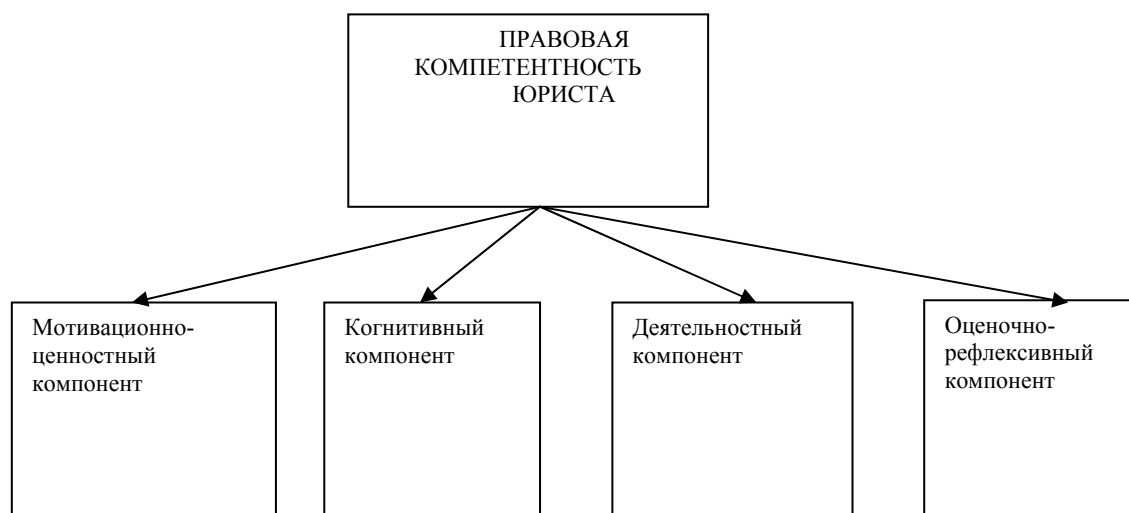 ПРАВОВАЯ
КОМПЕТЕНТНОСТЬ
ЮРИСТА
Мотивационно-
ценностный
компонент
Когнитивный
компонент
Деятельностный
компонент
Оценочно-
рефлексивный
компонент